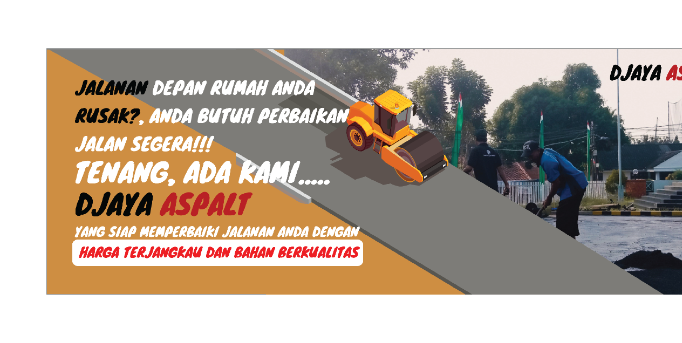 JALANAN DEPAN RUMAH ANDA
RUSAK?, ANDA BUTUH PERBAIKAN
JALAN SEGERA!!!
TENANG, ADA KAMI.....
DJAYA ASPALT
YANG SIAP MEMPERBAIKI JALANAN ANDA DENGAN
HARGA TERJANGKAU DAN BAHAN BERKUALITAS
DJAYA AS